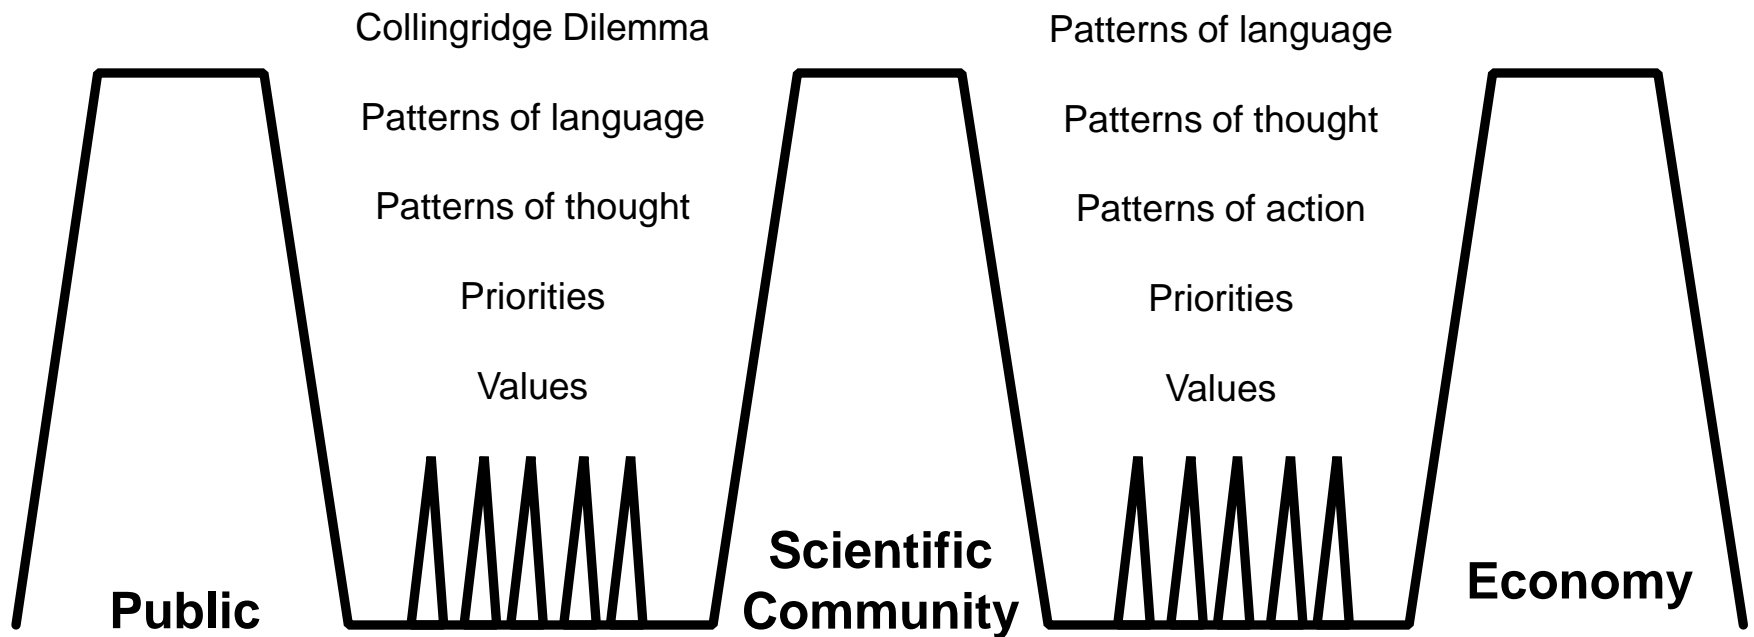 Collingridge Dilemma
Patterns of language
Patterns of thought
Priorities
Values
Patterns of language
Patterns of thought
Patterns of action
Priorities
Values
Public
Scientific
Community
Economy